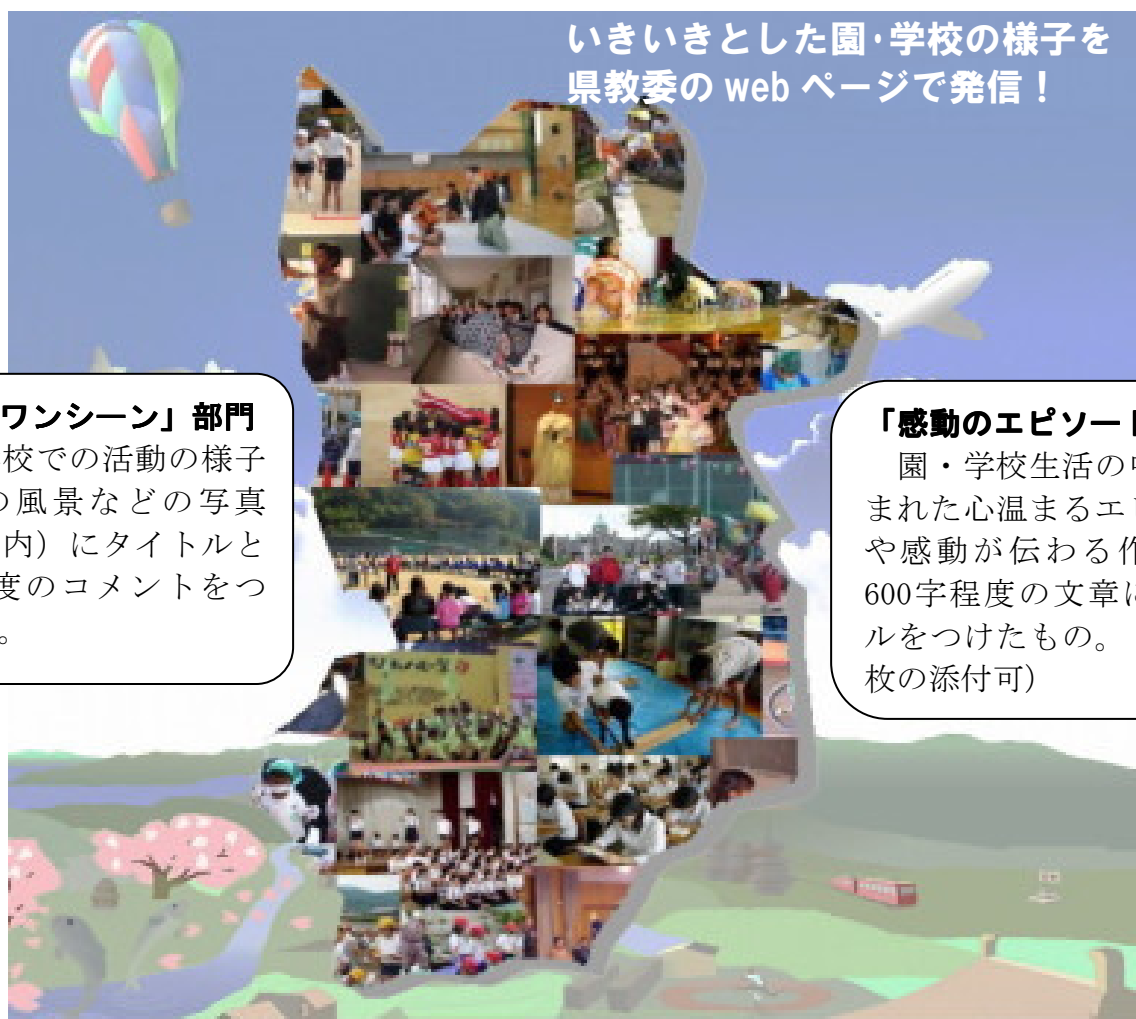 いきいきとした園・学校の様子を
県教委の web ページで発信！
ワンシーン」部門
校での活動の様子
の風景などの写真
内）にタイトルと
度のコメントをつ
。
「感動のエピソード
園・学校生活の中
まれた心温まるエ
や感動が伝わる作
600字程度の文章に
ルをつけたもの。
枚の添付可）